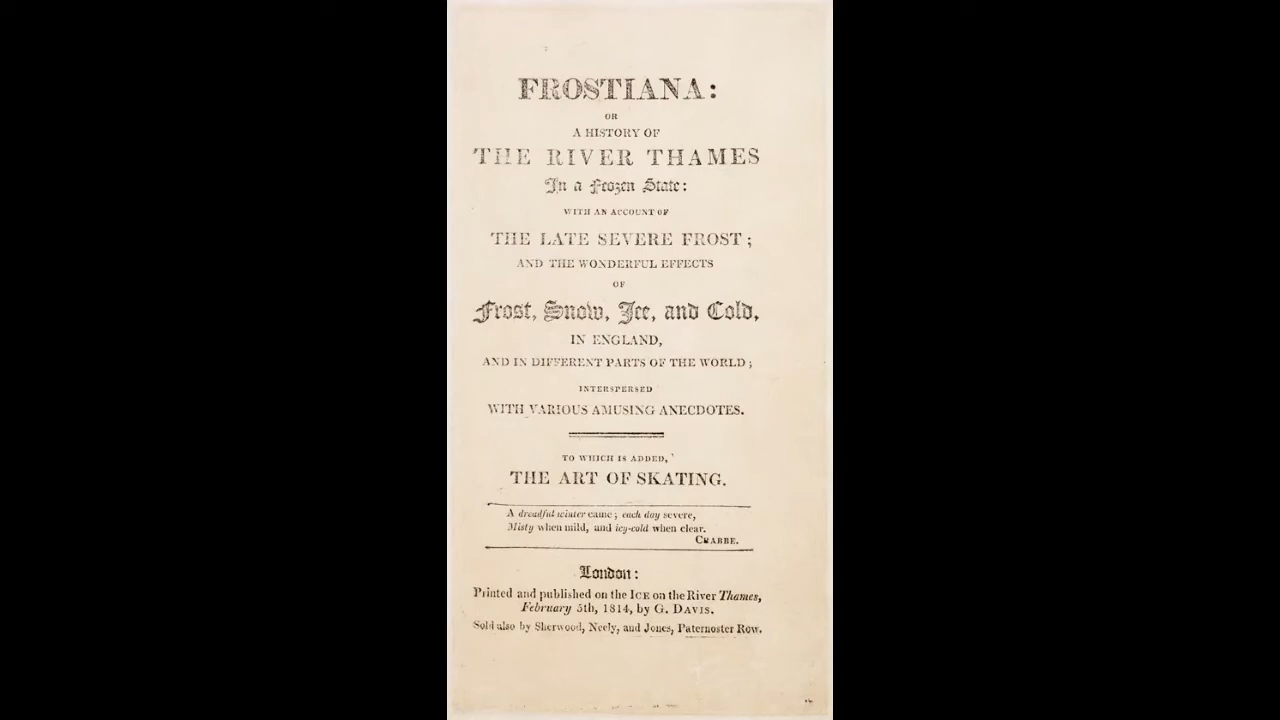 FROSTIANA:
OR
A HISTORY OF
THE RIVER THAMES
In a Frozen State:
WITH AN ACCOUNT OF
THE LATE SEVERE FROST;
AND THE WONDERFUL EFFECTS
OF
Frost, Snow, Ice, and Cold,
IN ENGLAND,
AND IN DIFFERENT PARTS OF THE WORLD;
INTERSPERSED
WITH VARIOUS AMUSING ANECDOTES.
TO WHICH IS ADDED,
THE ART OF SKATING.
A dreadful winter came; each day severe,
Misty when mild, and icy-cold when clear.
CRABBE.
London:
Printed and published on the ICE on the River Thames,
February 5th, 1814, by G. DAVIS.
Sold also by Sherwood, Neely, and Jones, Paternoster Row.